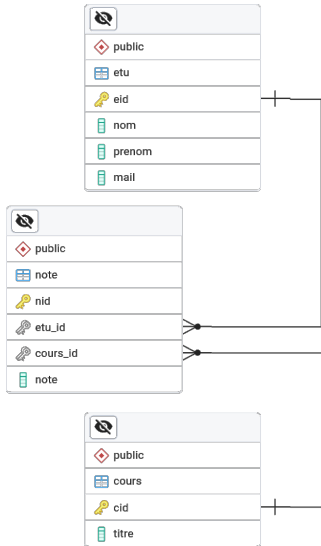 public
etu
eid
nom
prenom
mail
public
note
nid
etu_id
cours_id
note
public
cours
cid
titre